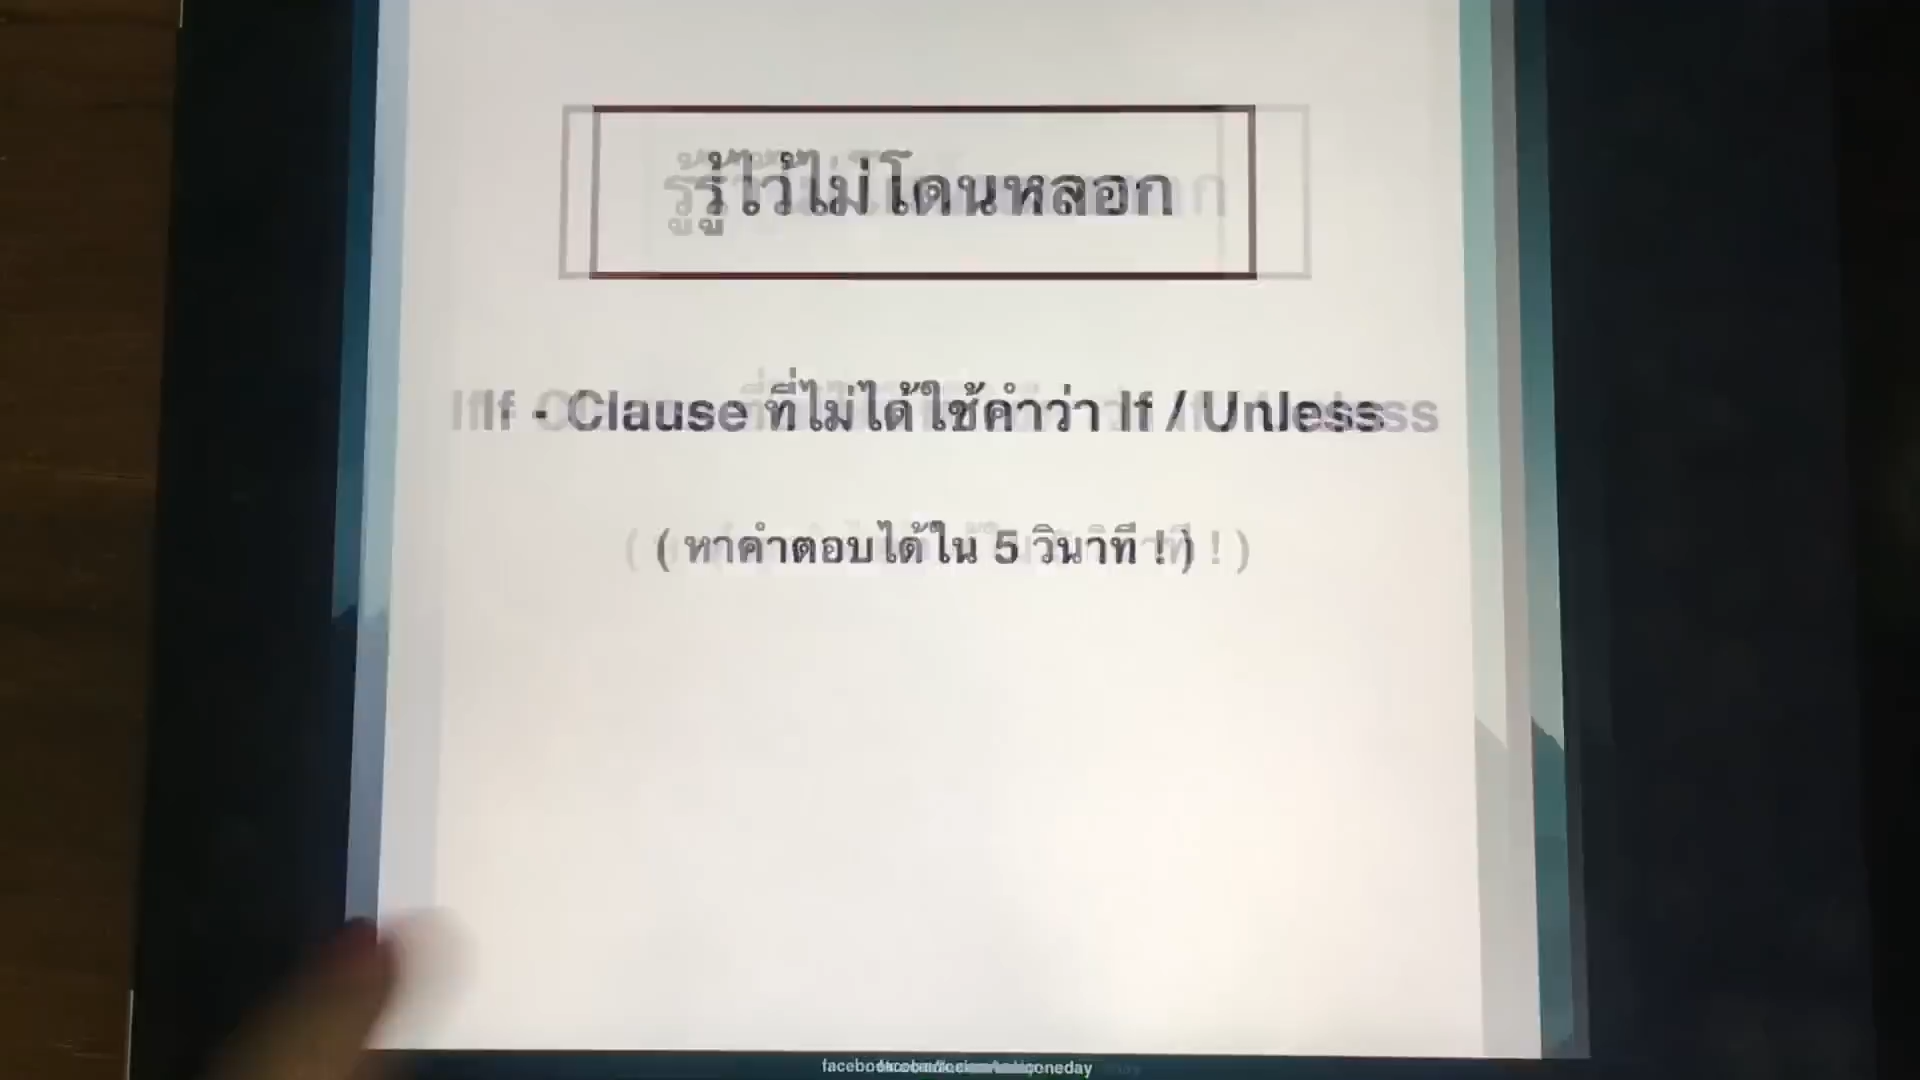 รู้ไว้ไม่โดนหลอก
If - Clause ที่ไม่ได้ใช้คำว่า If / Unless
( หาคำตอบได้ใน 5 วินาที ! )